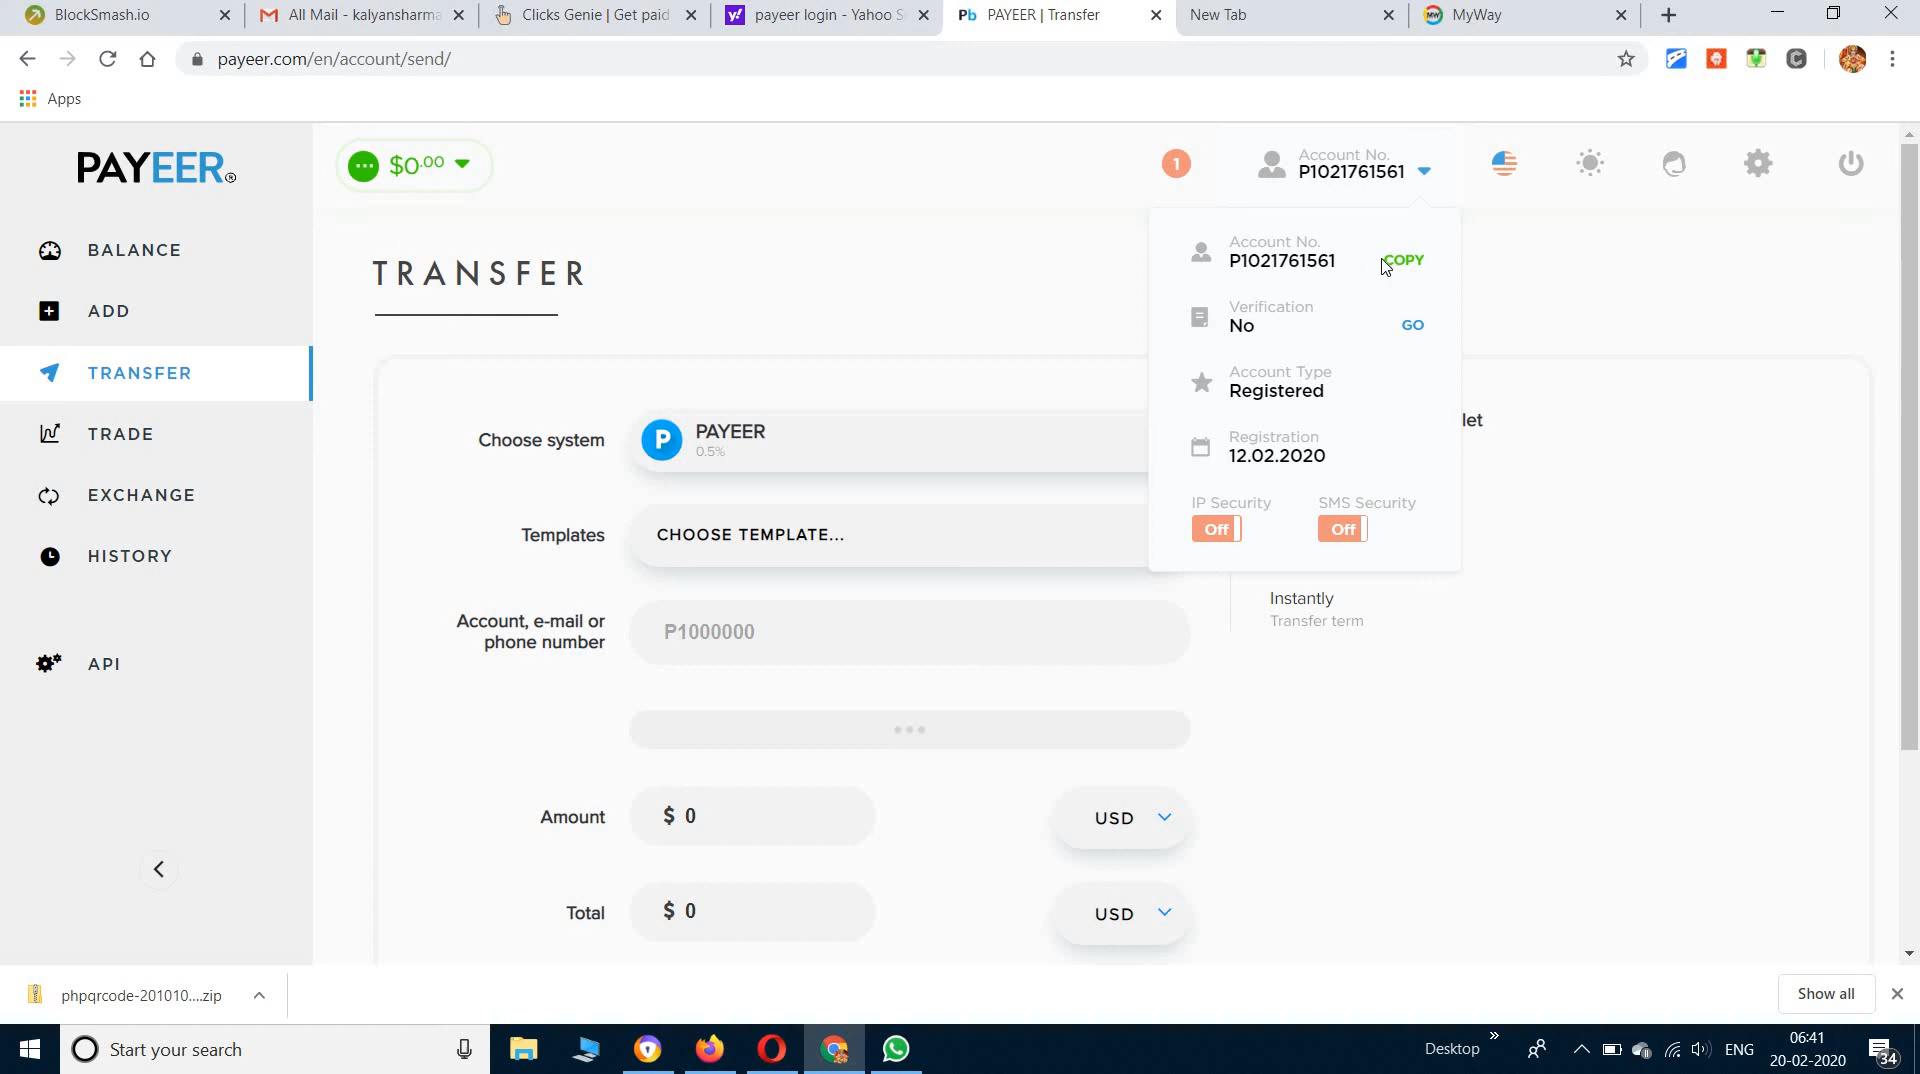 BlockSmash.io
All Mail - kalyansharma
Clicks Genie | Get paid
payeer login - Yahoo S
Pb PAYEER | Transfer
New Tab
MyWay
payeer.com/en/account/send/
Apps
PAYEER®
$0.00
1
Account No.
P1021761561
BALANCE
ADD
TRANSFER
TRADE
EXCHANGE
HISTORY
API
TRANSFER
Account No.
P1021761561
COPY
Verification
No
GO
Account Type
Registered
Registration
12.02.2020
IP Security
SMS Security
Off
Off
Choose system
P
PAYEER
0.5%
let
Templates
CHOOSE TEMPLATE...
Account, e-mail or
phone number
P1000000
Instantly
Transfer term
Amount
$ 0
USD
Total
$ 0
USD
phpqrcode-201010....zip
Show all
Start your search
Desktop
ENG
06:41
20-02-2020
34